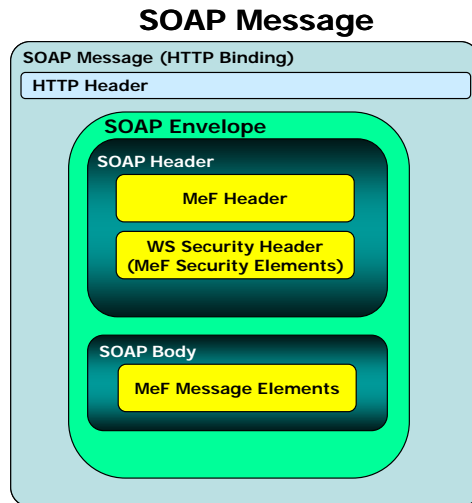 SOAP Message
SOAP Message (HTTP Binding)
HTTP Header
SOAP Envelope
SOAP Header
MeF Header
WS Security Header
(MeF Security Elements)
SOAP Body
MeF Message Elements